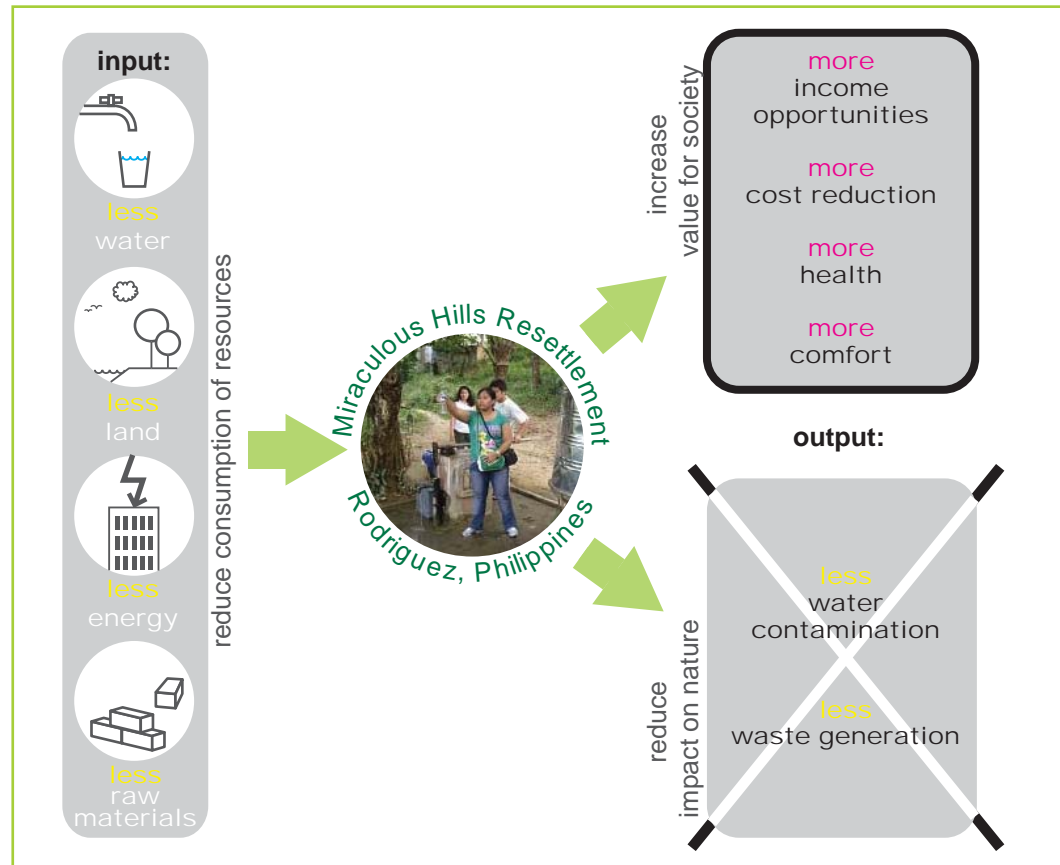 input:
less
water
less
land
less
energy
less
raw
materials
reduce consumption of resources
Miraculous Hills Resettlement
Rodriguez, Philippines
increase
value for society
more
income
opportunities
more
cost reduction
more
health
more
comfort
output:
reduce
impact on nature
less
water
contamination
less
waste generation